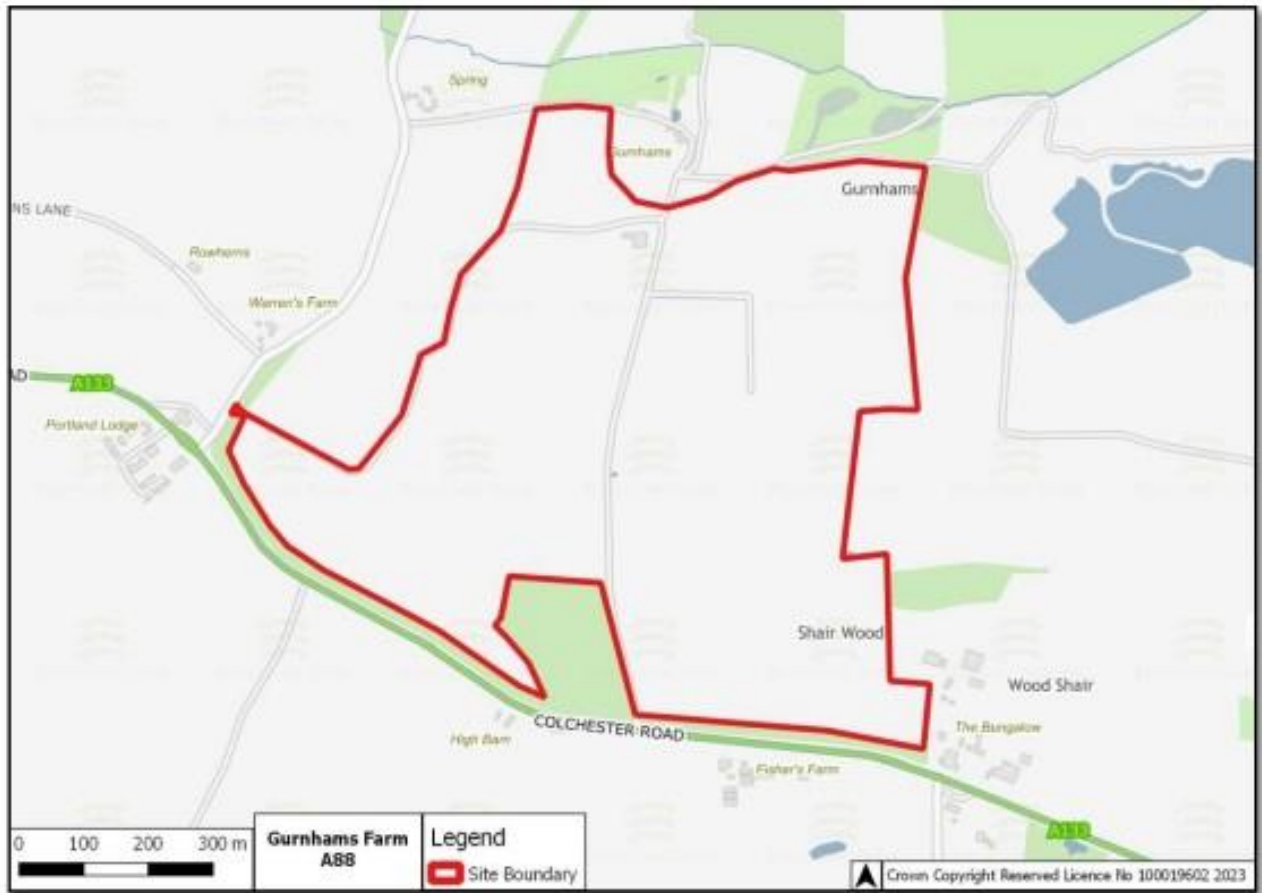 Spring
Gurnhams
Gurnhams
NS LANE
Rowherns
Warren's Farm
AD
A133
Portland Lodge
Shair Wood
Wood Shair
The Bungalow
COLCHESTER ROAD
High Barn
Fisher's Farm
A133
0 100 200 300 m
Gurnhams Farm
A88
Legend
Site Boundary
Crown Copyright Reserved Licence No 100019602 2023